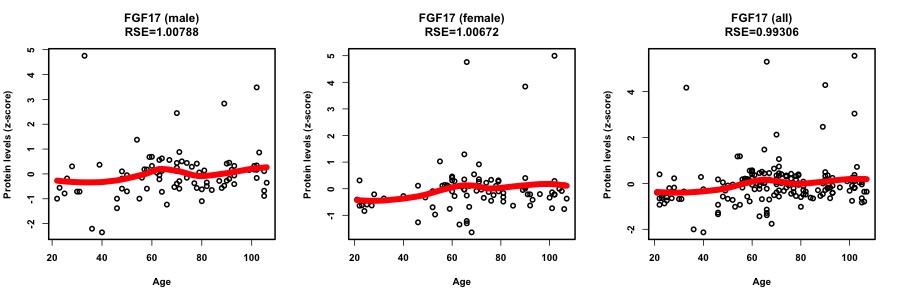 FGF17 (male)
RSE=1.00788
Protein levels (z-score)
5
4
3
2
1
0
-1
-2
20 40 60 80 100
Age
FGF17 (female)
RSE=1.00672
Protein levels (z-score)
5
4
3
2
1
0
-1
20 40 60 80 100
Age
FGF17 (all)
RSE=0.99306
Protein levels (z-score)
4
2
0
-2
20 40 60 80 100
Age